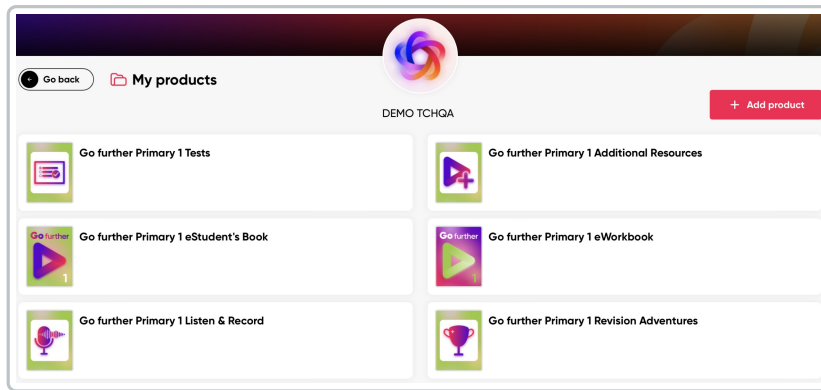 Go back
My products
DEMO TCHQA
+ Add product
Go further Primary 1 Tests
Go further Primary 1 Additional Resources
Go further
1
Go further Primary 1 eStudent's Book
Go further
1
Go further Primary 1 eWorkbook
Go further Primary 1 Listen & Record
Go further Primary 1 Revision Adventures